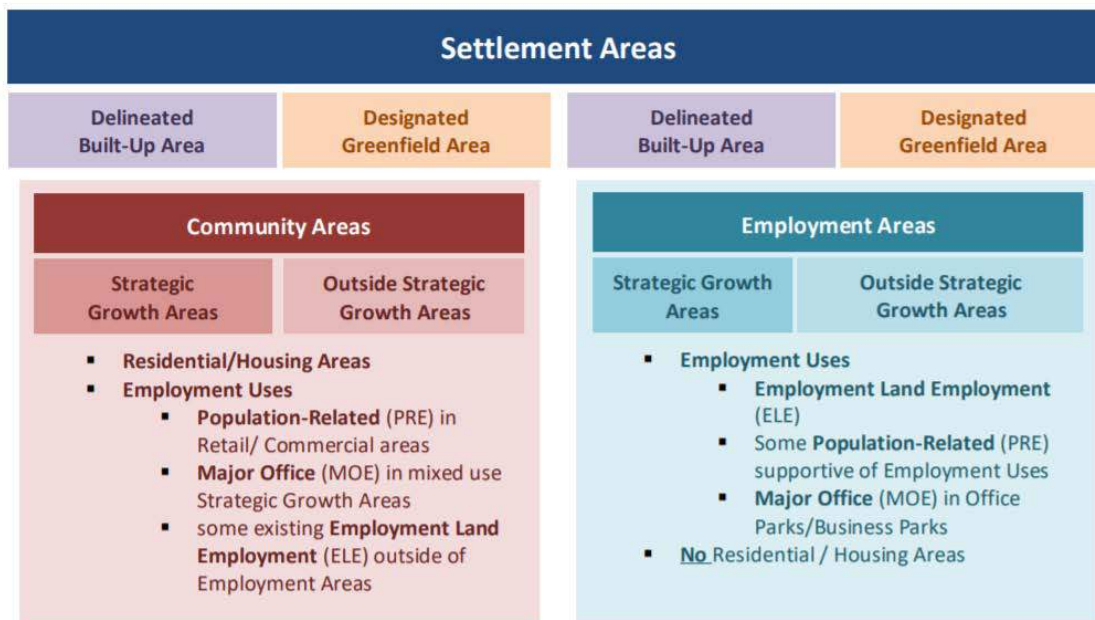 Settlement Areas
Delineated
Built-Up Area
Designated
Greenfield Area
Delineated
Built-Up Area
Designated
Greenfield Area
Community Areas
Strategic
Growth Areas
Outside Strategic
Growth Areas
▪ Residential/Housing Areas
▪ Employment Uses
▪ Population-Related (PRE) in
Retail/ Commercial areas
▪ Major Office (MOE) in mixed use
Strategic Growth Areas
▪ some existing Employment Land
Employment (ELE) outside of
Employment Areas
Employment Areas
Strategic Growth
Areas
Outside Strategic
Growth Areas
▪ Employment Uses
▪ Employment Land Employment
(ELE)
▪ Some Population-Related (PRE)
supportive of Employment Uses
▪ Major Office (MOE) in Office
Parks/Business Parks
▪ No Residential / Housing Areas